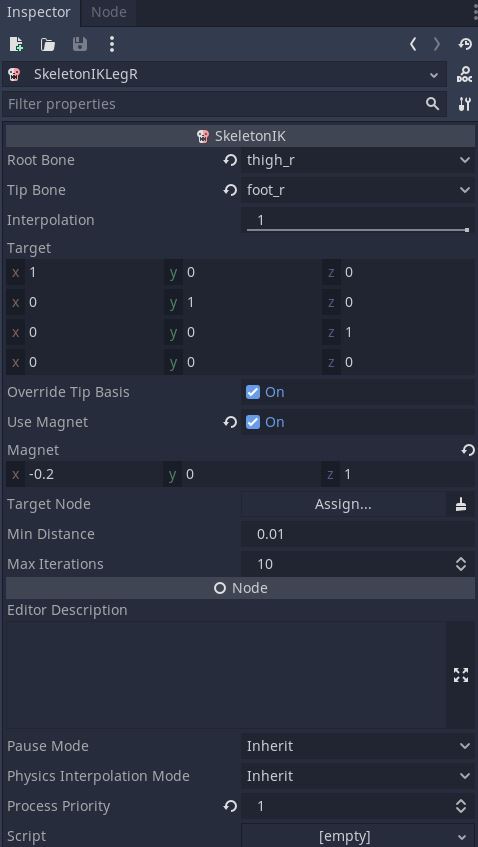 Inspector Node
SkeletonIKLegR
DOC
Filter properties
SkeletonIK
Root Bone thigh_r
Tip Bone foot_r
Interpolation 1
Target
x 1 y 0 z 0
x 0 y 1 z 0
x 0 y 0 z 1
x 0 y 0 z 0
Override Tip Basis On
Use Magnet On
Magnet
x -0.2 y 0 z 1
Target Node Assign...
Min Distance 0.01
Max Iterations 10
Node
Editor Description
Pause Mode Inherit
Physics Interpolation Mode Inherit
Process Priority 1
Script [empty]